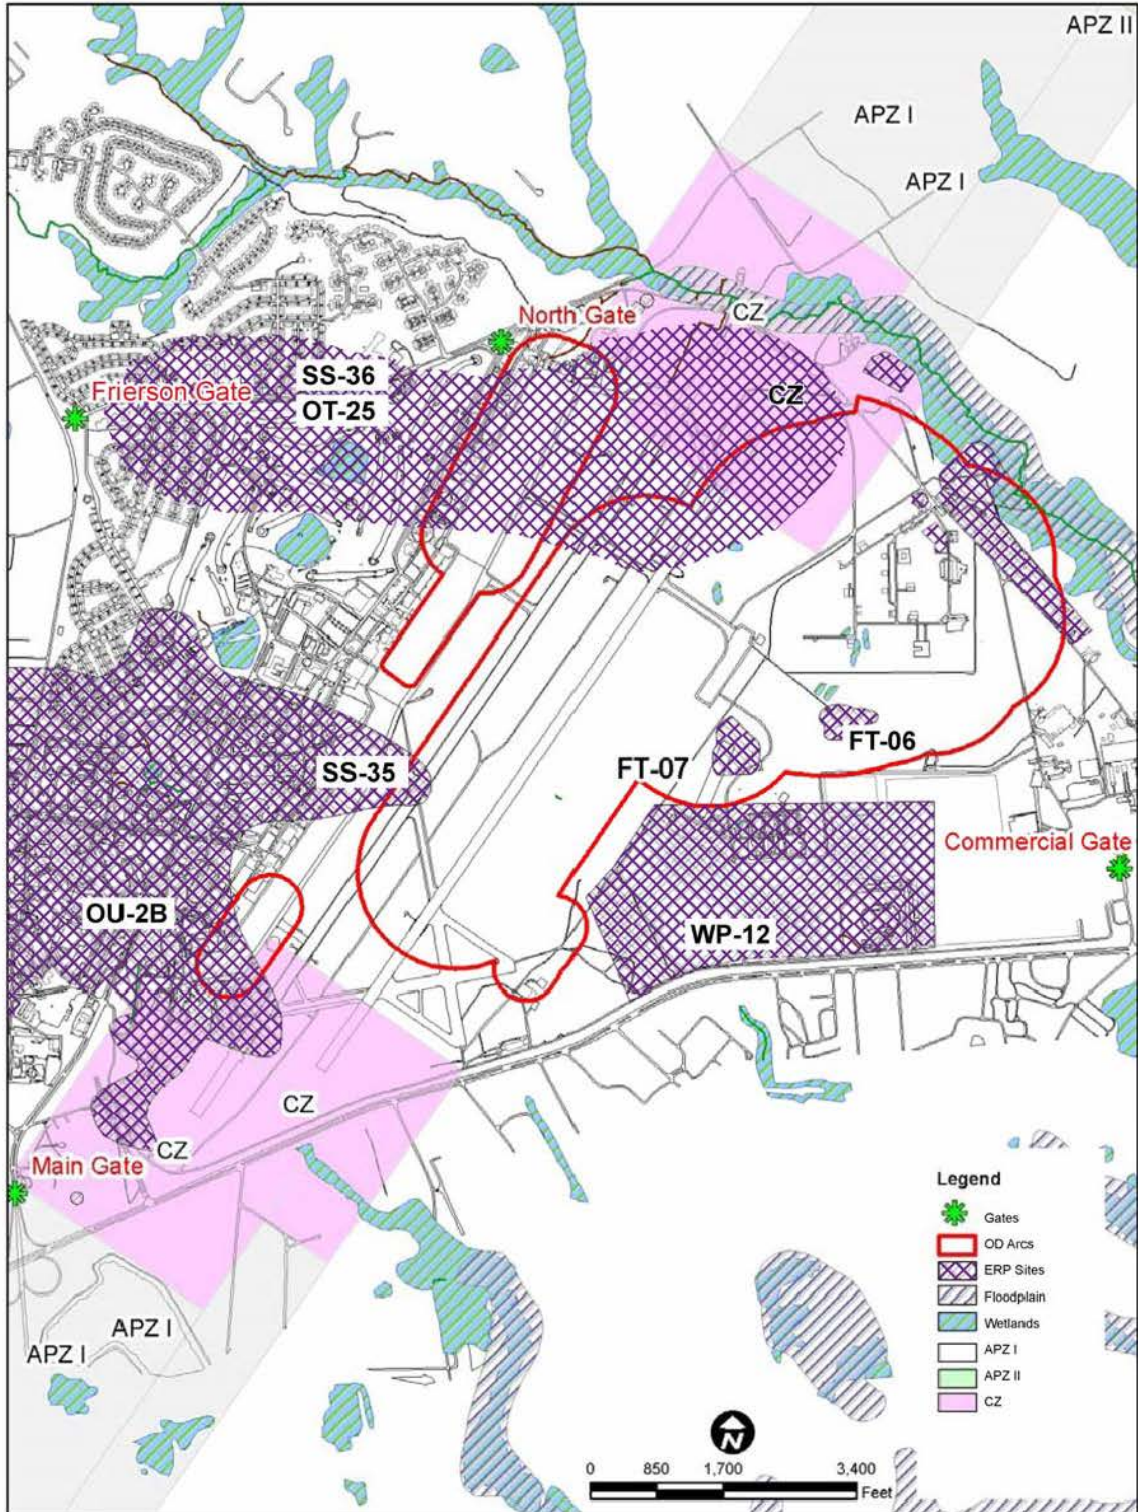 APZ II
APZ I
APZ I
North Gate
CZ
SS-36
Frierson Gate
OT-25
CZ
SS-35
FT-07
FT-06
Commercial Gate
OU-2B
WP-12
CZ
CZ
Main Gate
APZ I
APZ I
Legend
Gates
OD Arcs
ERP Sites
Floodplain
Wetlands
APZ I
APZ II
CZ
N
0 850 1,700 3,400
Feet